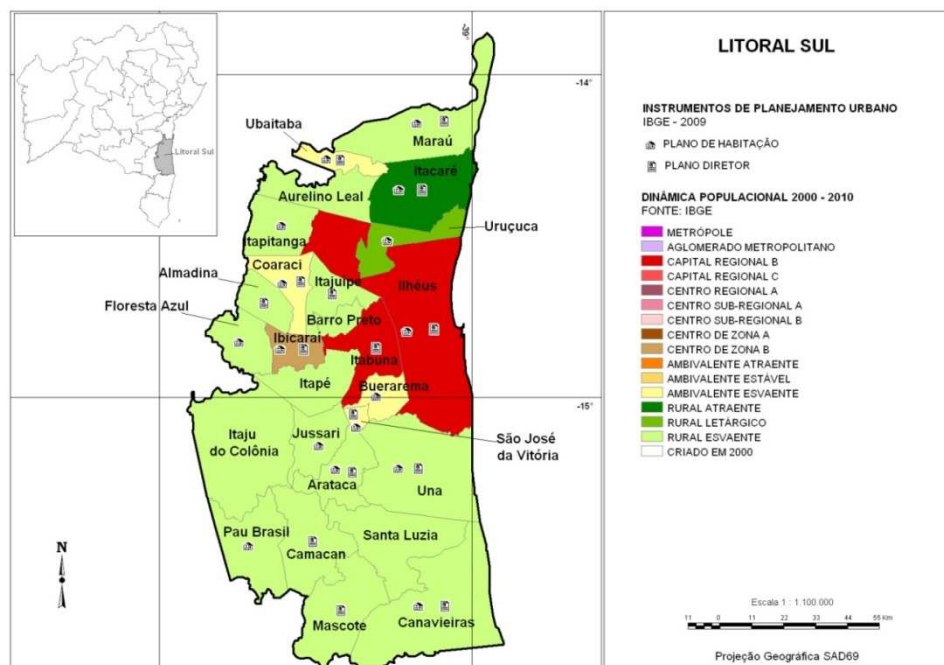 Litoral Sul
-39°
-14°
-15°
Ubaitaba
Maraú
Itacaré
Aurelino Leal
Uruçuca
Itapitanga
Almadina
Coaraci
Itajuípe
Ilhéus
Floresta Azul
Barro Preto
Ibicaraí
Itabuna
Itapé
Buerarema
Itaju
do Colônia
Jussari
São José
da Vitória
Arataca
Una
Pau Brasil
Santa Luzia
Camacan
Mascote
Canavieiras
N
LITORAL SUL
INSTRUMENTOS DE PLANEJAMENTO URBANO
IBGE - 2009
PLANO DE HABITAÇÃO
PLANO DIRETOR
DINÂMICA POPULACIONAL 2000 - 2010
FONTE: IBGE
METRÓPOLE
AGLOMERADO METROPOLITANO
CAPITAL REGIONAL B
CAPITAL REGIONAL C
CENTRO REGIONAL A
CENTRO SUB-REGIONAL A
CENTRO SUB-REGIONAL B
CENTRO DE ZONA A
CENTRO DE ZONA B
AMBIVALENTE ATRAENTE
AMBIVALENTE ESTÁVEL
AMBIVALENTE ESVAENTE
RURAL ATRAENTE
RURAL LETÁRGICO
RURAL ESVAENTE
CRIADO EM 2000
Escala 1 : 1.100.000
11 0 11 22 33 44 55 Km
Projeção Geográfica SAD69